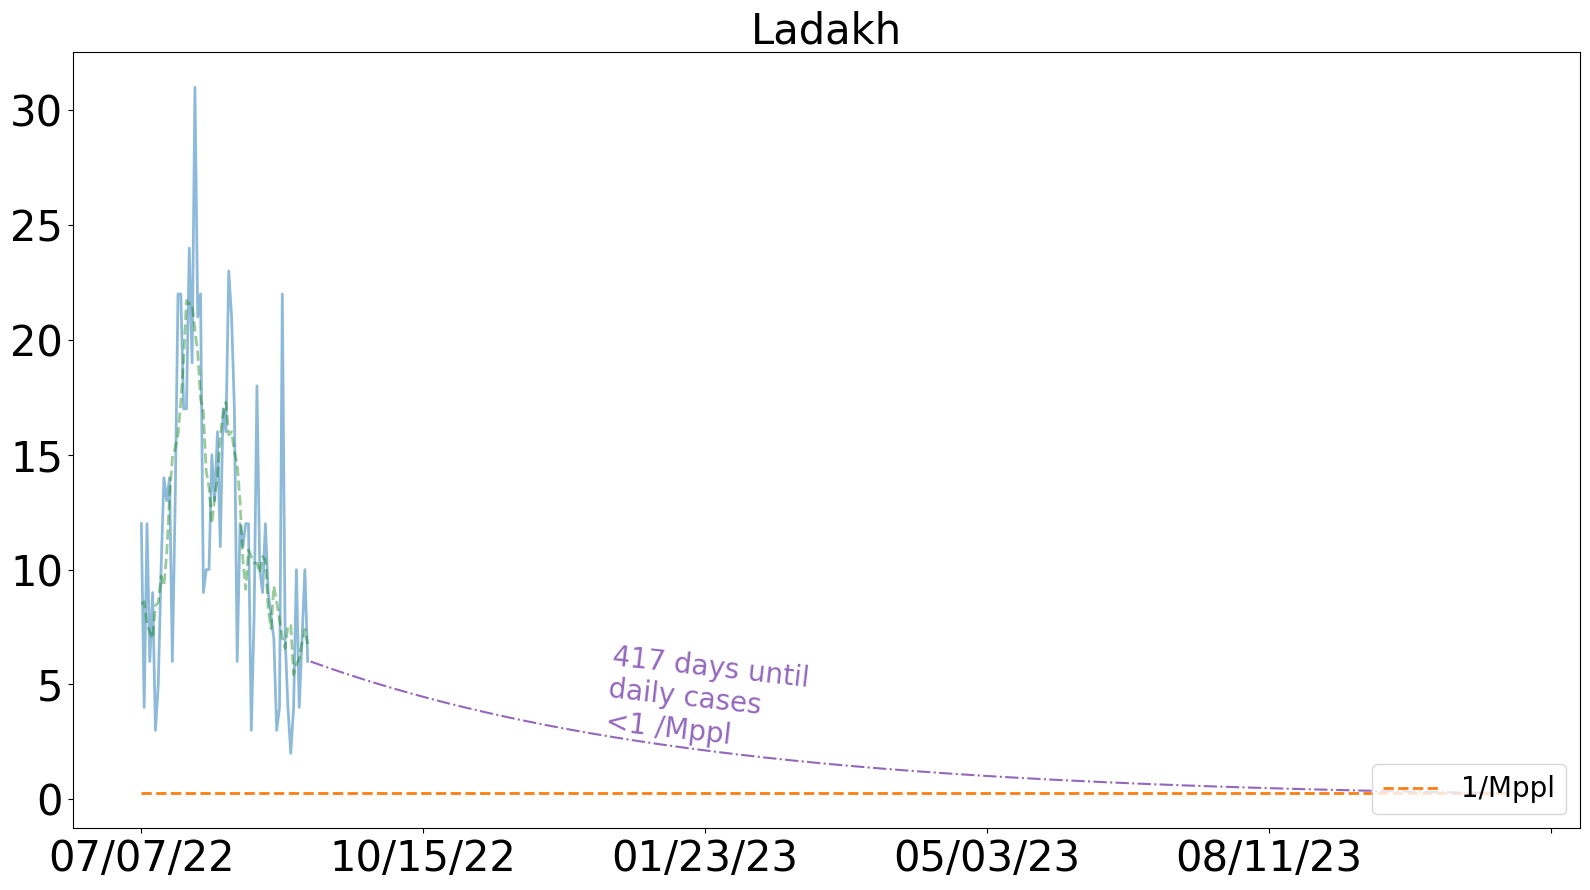 Ladakh
30
25
20
15
10
5
0
417 days until
daily cases
<1 /Mppl
1/Mppl
07/07/22
10/15/22
01/23/23
05/03/23
08/11/23